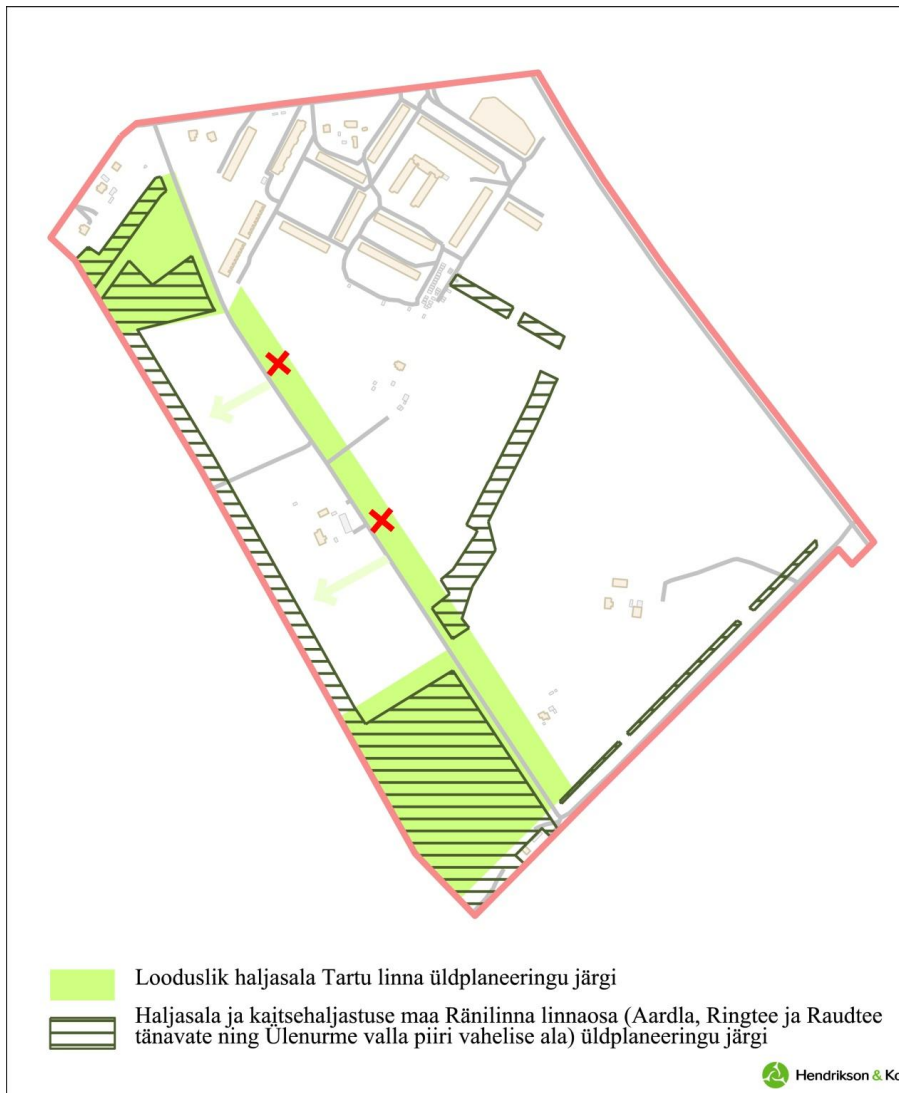 Looduslik haljasala Tartu linna üldplaneeringu järgi
Haljasala ja kaitsehaljastuse maa Ränilinna linnaosa (Aardla, Ringtee ja Raudtee
tänavate ning Ülenurme valla piiri vahelise ala) üldplaneeringu järgi
Hendrikson & Ko